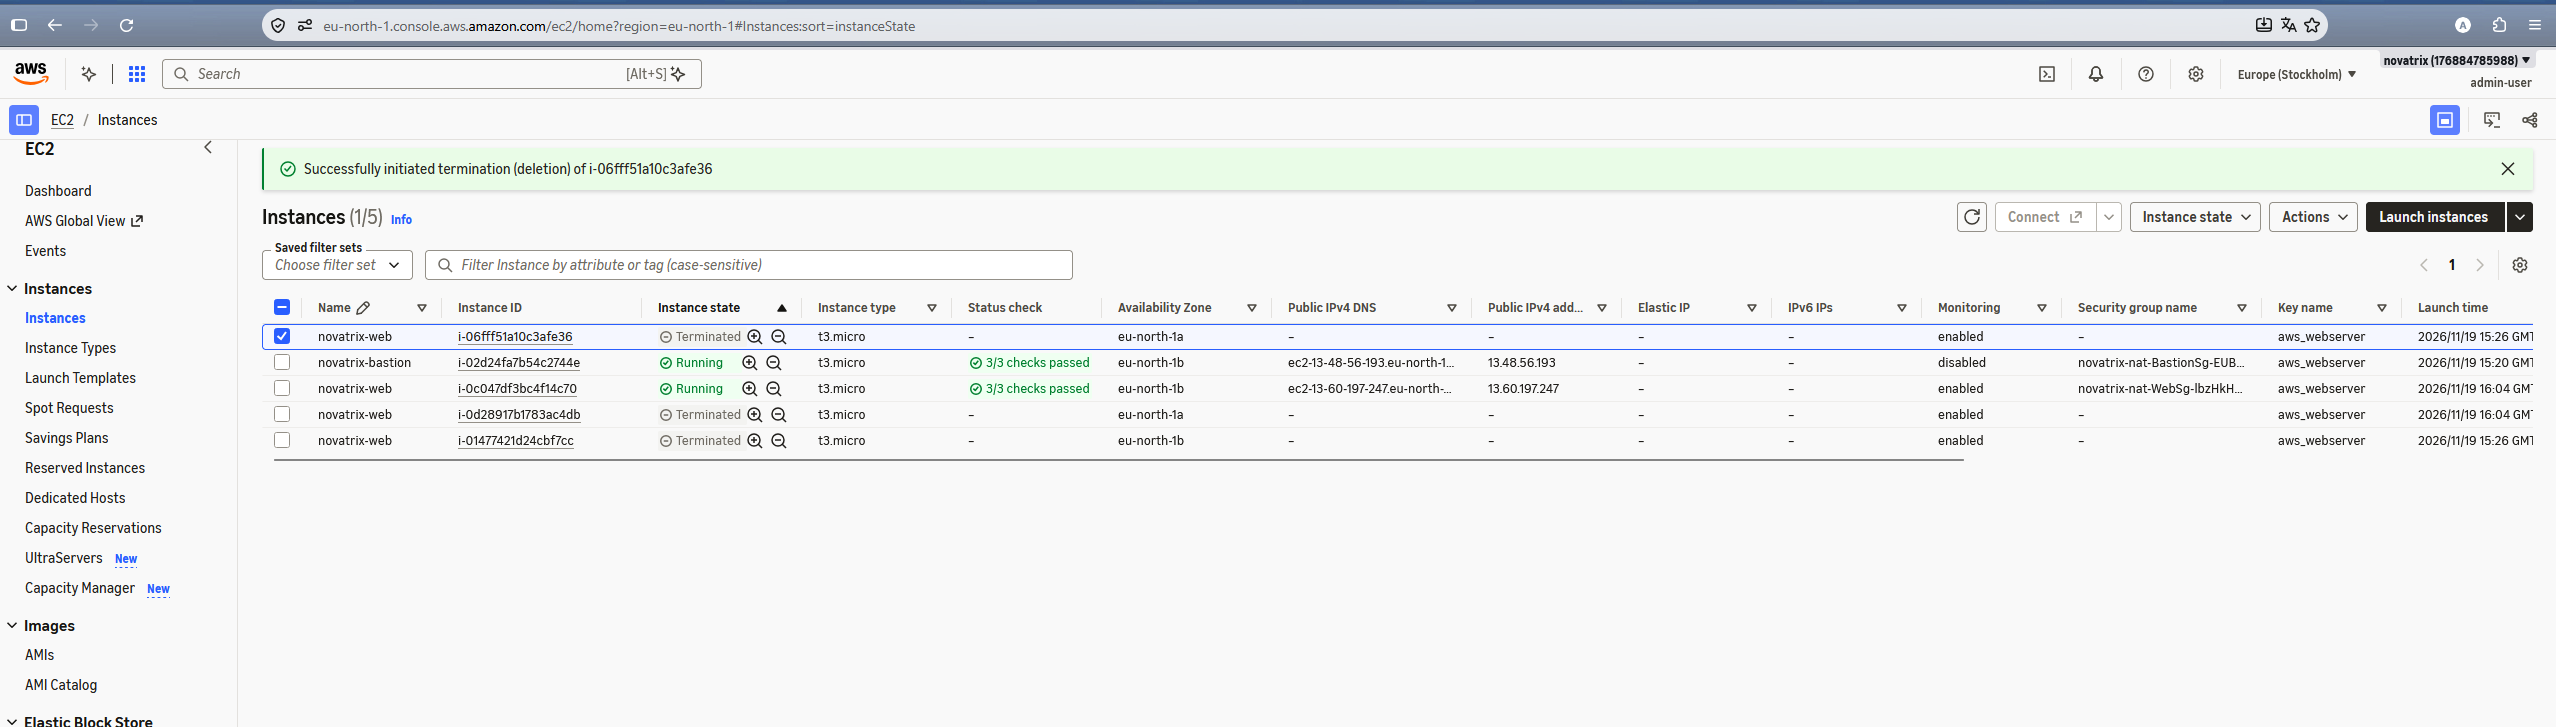 eu-north-1.console.aws.amazon.com/ec2/home?region=eu-north-1#Instances:sort=instanceState
A
aws
Search
[Alt+S]
Europe (Stockholm)
novatrix (176884785988)
admin-user
EC2 / Instances
EC2
Dashboard
AWS Global View
Events
Instances
Instances
Instance Types
Launch Templates
Spot Requests
Savings Plans
Reserved Instances
Dedicated Hosts
Capacity Reservations
UltraServers New
Capacity Manager New
Images
AMIs
AMI Catalog
Elastic Block Store
Successfully initiated termination (deletion) of i-06fff51a10c3afe36
Instances (1/5) Info
Connect
Instance state
Actions
Launch instances
Saved filter sets
Choose filter set
Filter Instance by attribute or tag (case-sensitive)
1
Name Instance ID Instance state Instance type Status check Availability Zone Public IPv4 DNS Public IPv4 add... Elastic IP IPv6 IPs Monitoring Security group name Key name Launch time
novatrix-web i-06fff51a10c3afe36 Terminated t3.micro – eu-north-1a – – – – enabled – aws_webserver 2026/11/19 15:26 GMT
novatrix-bastion i-02d24fa7b54c2744e Running t3.micro 3/3 checks passed eu-north-1b ec2-13-48-56-193.eu-north-1... 13.48.56.193 – – disabled novatrix-nat-BastionSg-EUB... aws_webserver 2026/11/19 15:20 GMT
novatrix-web i-0c047df3bc4f14c70 Running t3.micro 3/3 checks passed eu-north-1b ec2-13-60-197-247.eu-north-... 13.60.197.247 – – enabled novatrix-nat-WebSg-IbzHkH... aws_webserver 2026/11/19 16:04 GMT
novatrix-web i-0d28917b1783ac4db Terminated t3.micro – eu-north-1a – – – – enabled – aws_webserver 2026/11/19 16:04 GMT
novatrix-web i-01477421d24cbf7cc Terminated t3.micro – eu-north-1b – – – – enabled – aws_webserver 2026/11/19 15:26 GMT